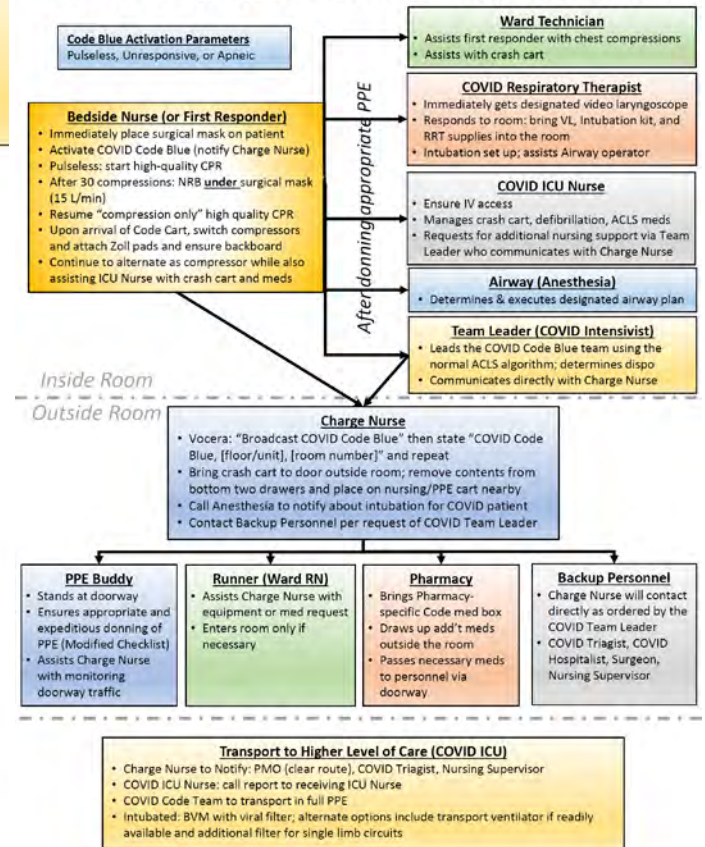 Code Blue Activation Parameters
Pulseless, Unresponsive, or Apneic
Bedside Nurse (or First Responder)
• Immediately place surgical mask on patient
• Activate COVID Code Blue (notify Charge Nurse)
• Pulseless: start high-quality CPR
• After 30 compressions: NRB under surgical mask
(15 L/min)
• Resume "compression only" high quality CPR
• Upon arrival of Code Cart, switch compressors
and attach Zoll pads and ensure backboard
• Continue to alternate as compressor while also
assisting ICU Nurse with crash cart and meds
After donning appropriate PPE
Ward Technician
• Assists first responder with chest compressions
• Assists with crash cart
COVID Respiratory Therapist
• Immediately gets designated video laryngoscope
• Responds to room: bring VL, Intubation kit, and
RRT supplies into the room
• Intubation set up; assists Airway operator
COVID ICU Nurse
• Ensure IV access
• Manages crash cart, defibrillation, ACLS meds
• Requests for additional nursing support via Team
Leader who communicates with Charge Nurse
Airway (Anesthesia)
• Determines & executes designated airway plan
Team Leader (COVID Intensivist)
• Leads the COVID Code Blue team using the
normal ACLS algorithm; determines dispo
• Communicates directly with Charge Nurse
Inside Room
Outside Room
Charge Nurse
• Vocera: "Broadcast COVID Code Blue" then state "COVID Code
Blue, [floor/unit], [room number]" and repeat
• Bring crash cart to door outside room; remove contents from
bottom two drawers and place on nursing/PPE cart nearby
• Call Anesthesia to notify about intubation for COVID patient
• Contact Backup Personnel per request of COVID Team Leader
PPE Buddy
• Stands at doorway
• Ensures appropriate and
expeditious donning of
PPE (Modified Checklist)
• Assists Charge Nurse
with monitoring
doorway traffic
Runner (Ward RN)
• Assists Charge Nurse with
equipment or med request
• Enters room only if
necessary
Pharmacy
• Brings Pharmacy-
specific Code med box
• Draws up add't meds
outside the room
• Passes necessary meds
to personnel via
doorway
Backup Personnel
• Charge Nurse will contact
directly as ordered by the
COVID Team Leader
• COVID Triagist, COVID
Hospitalist, Surgeon,
Nursing Supervisor
Transport to Higher Level of Care (COVID ICU)
• Charge Nurse to Notify: PMO (clear route), COVID Triagist, Nursing Supervisor
• COVID ICU Nurse: call report to receiving ICU Nurse
• COVID Code Team to transport in full PPE
• Intubated: BVM with viral filter; alternate options include transport ventilator if readily
available and additional filter for single limb circuits